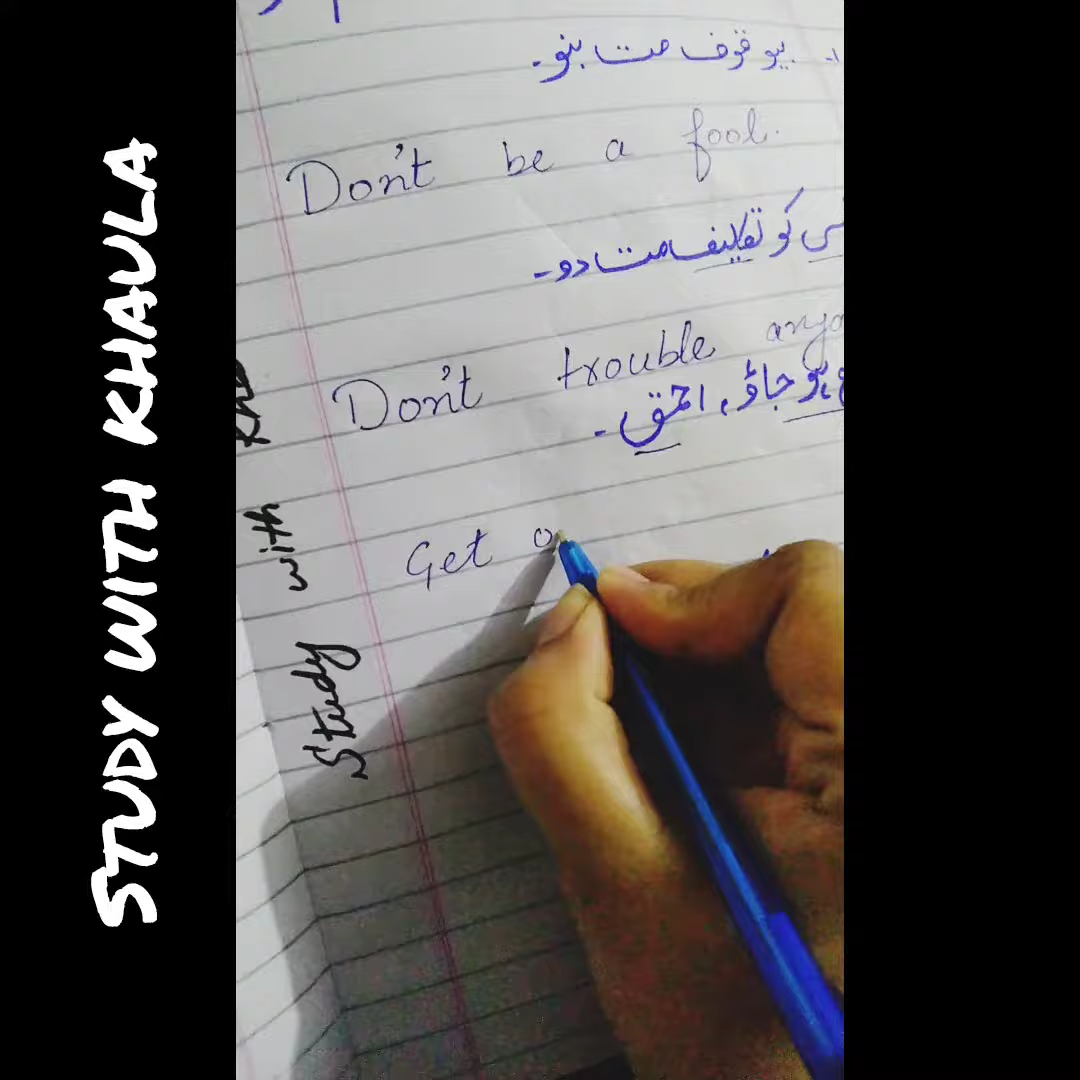 ۱۔ بیوقوف مت بنو۔
Don't be a fool.
کو تکلیف مت دو۔
Don't trouble
ہو جاؤ، احمق۔
Get o
Study with
STUDY WITH KHAULA